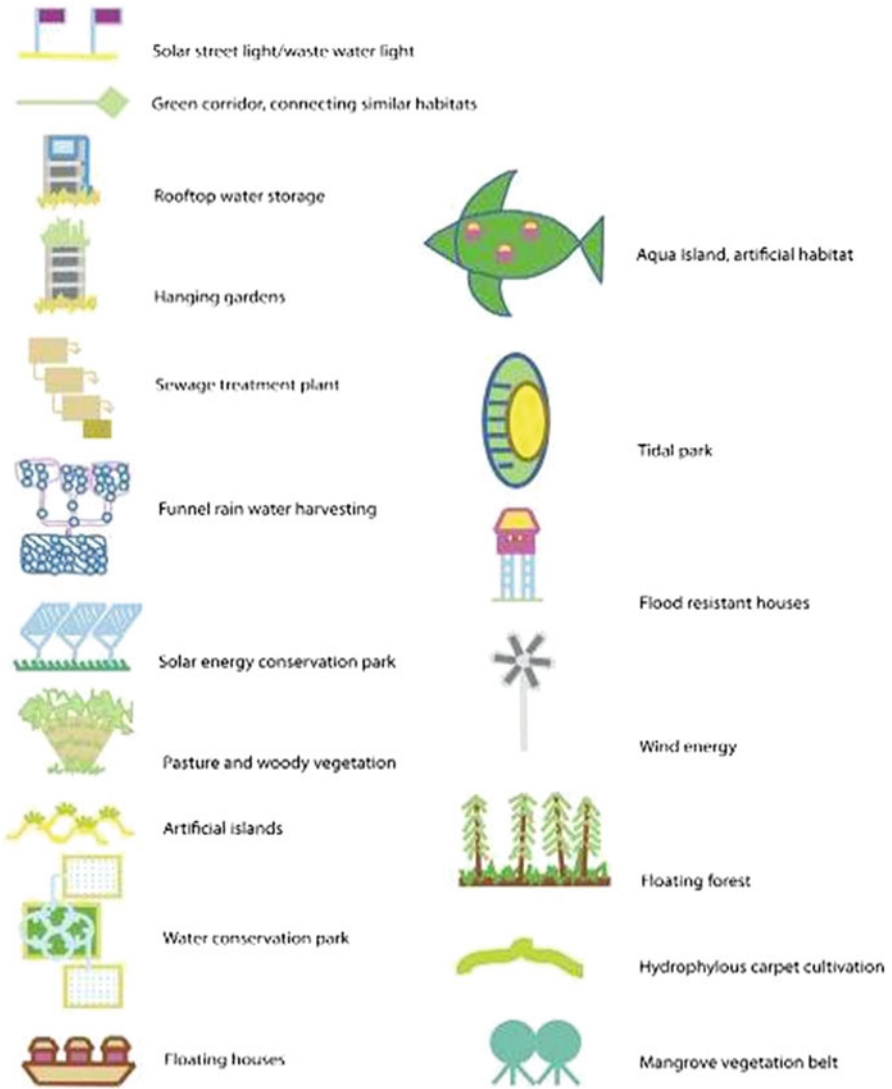 Solar street light/waste water light
Green corridor, connecting similar habitats
Rooftop water storage
Hanging gardens
Sewage treatment plant
Funnel rain water harvesting
Solar energy conservation park
Pasture and woody vegetation
Artificial islands
Water conservation park
Floating houses
Aqua Island, artificial habitat
Tidal park
Flood resistant houses
Wind energy
Floating forest
Hydrophylous carpet cultivation
Mangrove vegetation belt